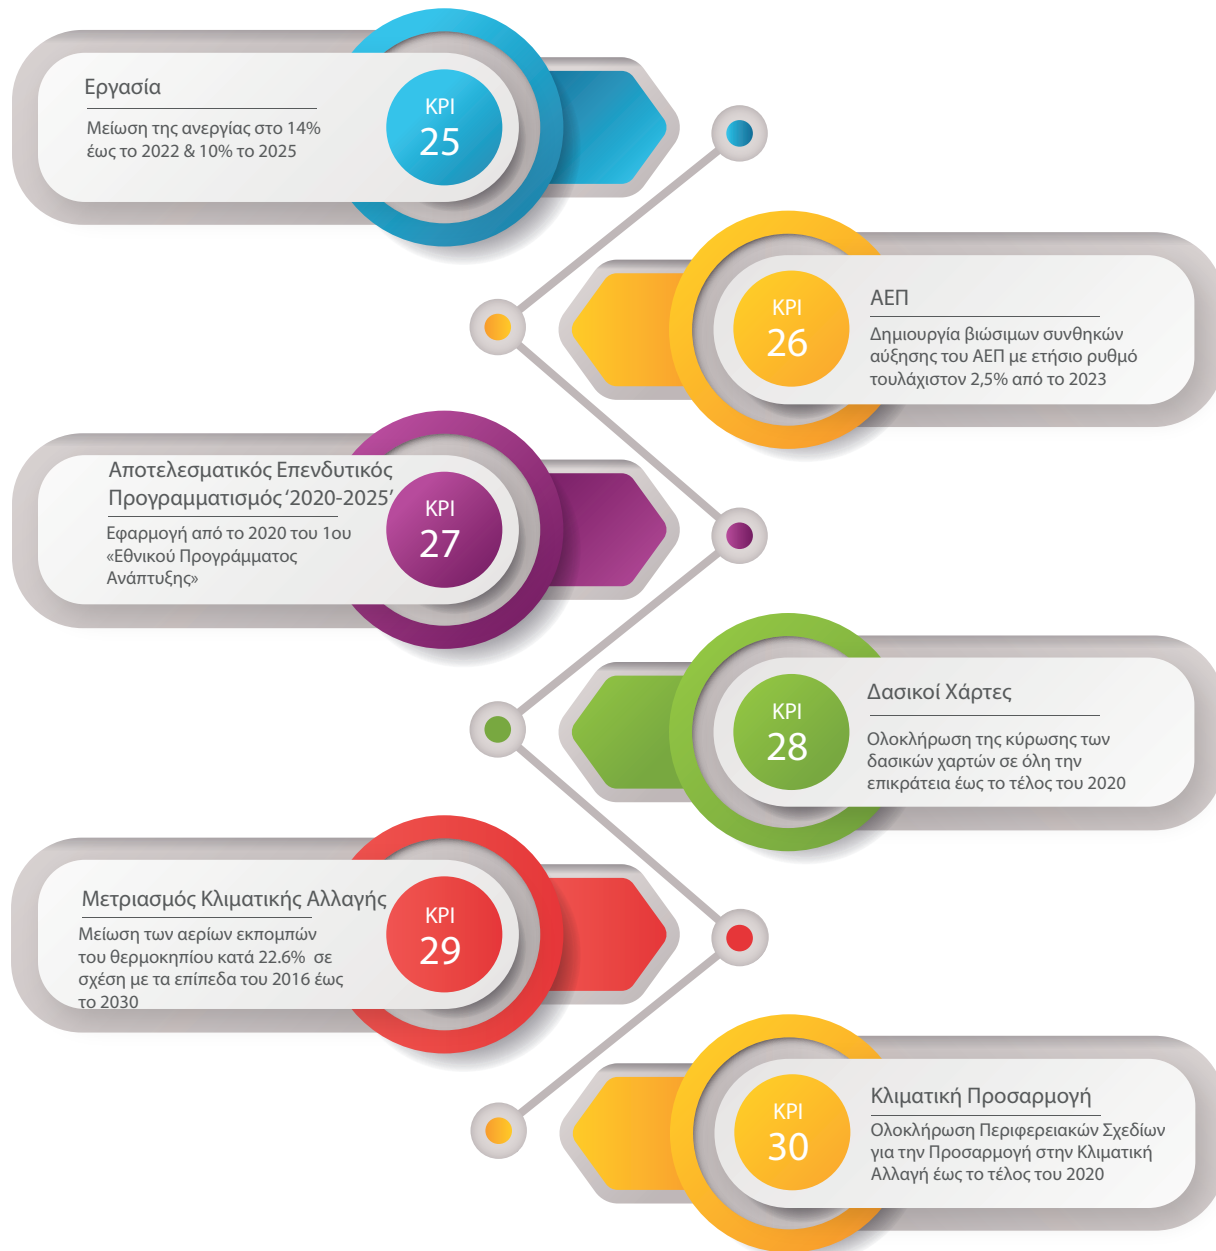 Εργασία
Μείωση της ανεργίας στο 14%
έως το 2022 & 10% το 2025
KPI
25
KPI
26
ΑΕΠ
Δημιουργία βιώσιμων συνθηκών
αύξησης του ΑΕΠ με ετήσιο ρυθμό
τουλάχιστον 2,5% από το 2023
Αποτελεσματικός Επενδυτικός
Προγραμματισμός ‘2020-2025’
Εφαρμογή από το 2020 του 1ου
«Εθνικού Προγράμματος
Ανάπτυξης»
KPI
27
KPI
28
Δασικοί Χάρτες
Ολοκλήρωση της κύρωσης των
δασικών χαρτών σε όλη την
επικράτεια έως το τέλος του 2020
Μετριασμός Κλιματικής Αλλαγής
Μείωση των αερίων εκπομπών
του θερμοκηπίου κατά 22.6% σε
σχέση με τα επίπεδα του 2016 έως
το 2030
KPI
29
KPI
30
Κλιματική Προσαρμογή
Ολοκλήρωση Περιφερειακών Σχεδίων
για την Προσαρμογή στην Κλιματική
Αλλαγή έως το τέλος του 2020